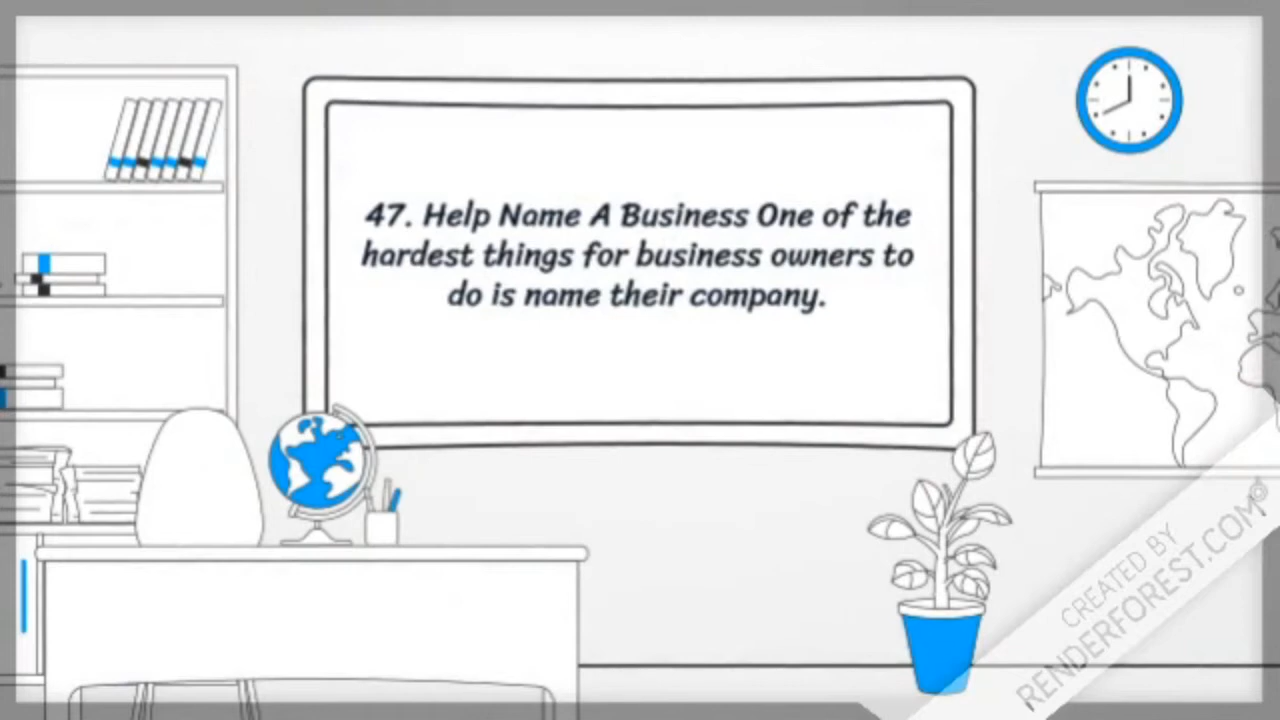 47. Help Name A Business One of the
hardest things for business owners to
do is name their company.
CREATED BY
RENDERFOREST.COM